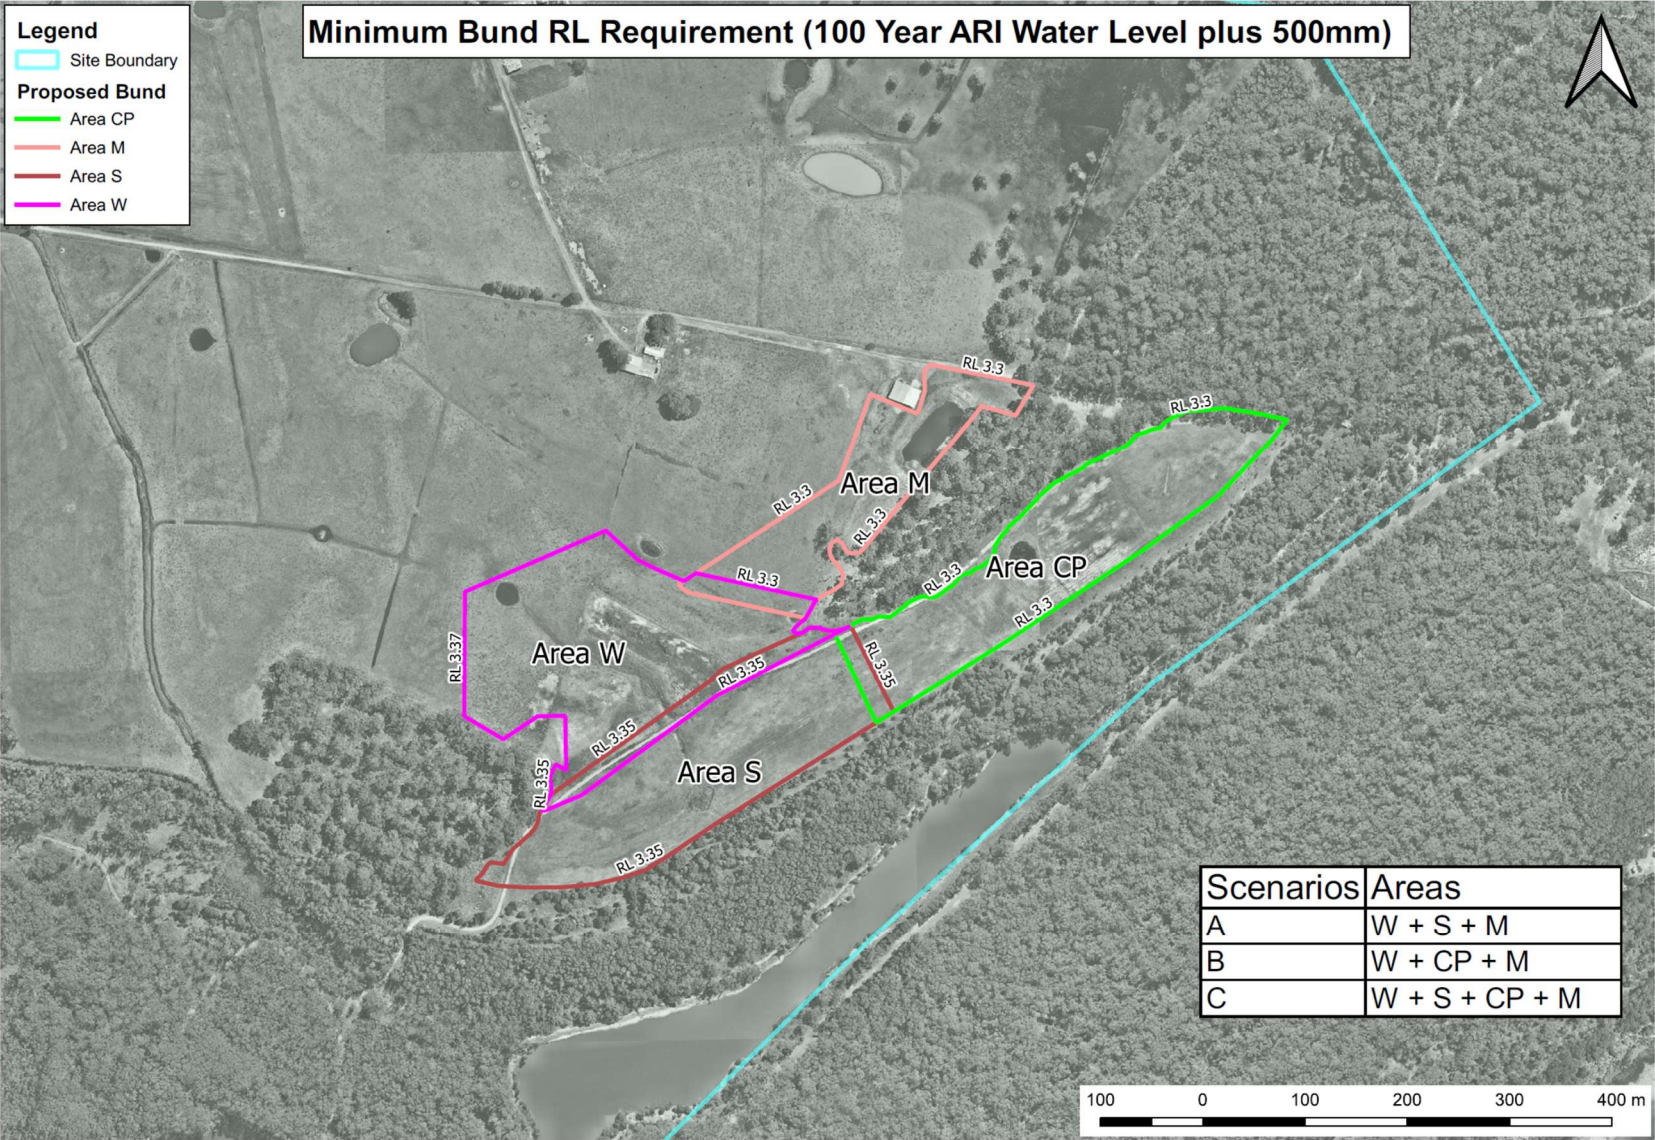 Minimum Bund RL Requirement (100 Year ARI Water Level plus 500mm)
Legend
Site Boundary
Proposed Bund
Area CP
Area M
Area S
Area W
RL 3.3
RL 3.3
RL 3.3
Area M
RL 3.3
RL 3.3
RL 3.3
Area CP
RL 3.3
RL 3.3
RL 3.37
Area W
RL 3.35
RL 3.35
RL 3.35
RL 3.35
Area S
RL 3.35
Scenarios Areas
A W + S + M
B W + CP + M
C W + S + CP + M
100 0 100 200 300 400 m